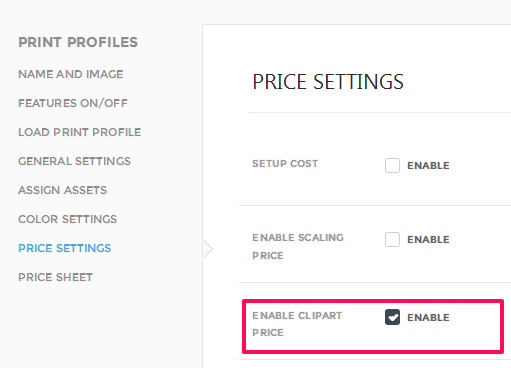 PRINT PROFILES
NAME AND IMAGE
FEATURES ON/OFF
LOAD PRINT PROFILE
GENERAL SETTINGS
ASSIGN ASSETS
COLOR SETTINGS
PRICE SETTINGS
PRICE SHEET
PRICE SETTINGS
SETUP COST
ENABLE
ENABLE SCALING
PRICE
ENABLE
ENABLE CLIPART
PRICE
ENABLE